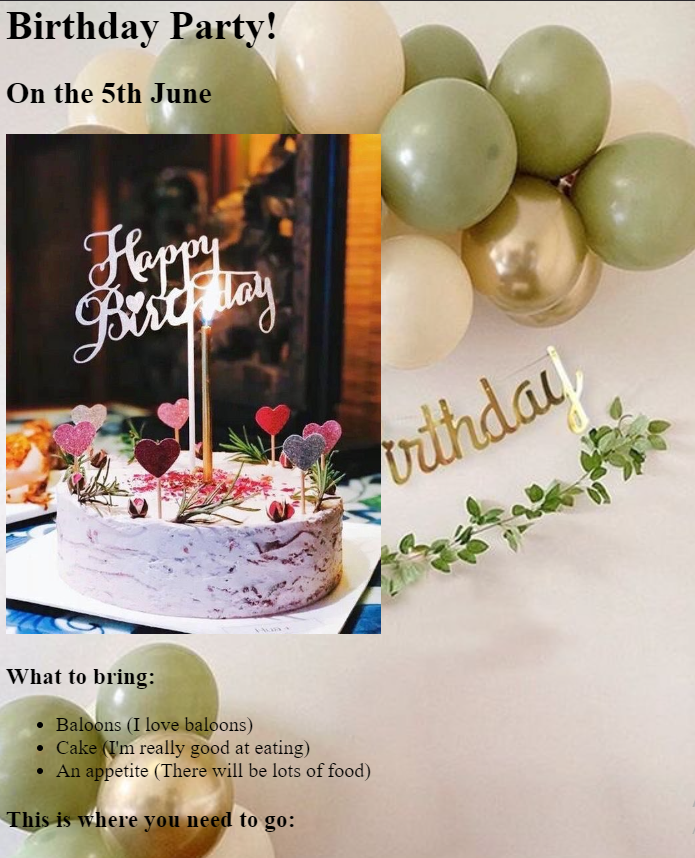 Birthday Party!
On the 5th June
Happy
Birthday
irthday
What to bring:
Baloons (I love baloons)
Cake (I'm really good at eating)
An appetite (There will be lots of food)
This is where you need to go: